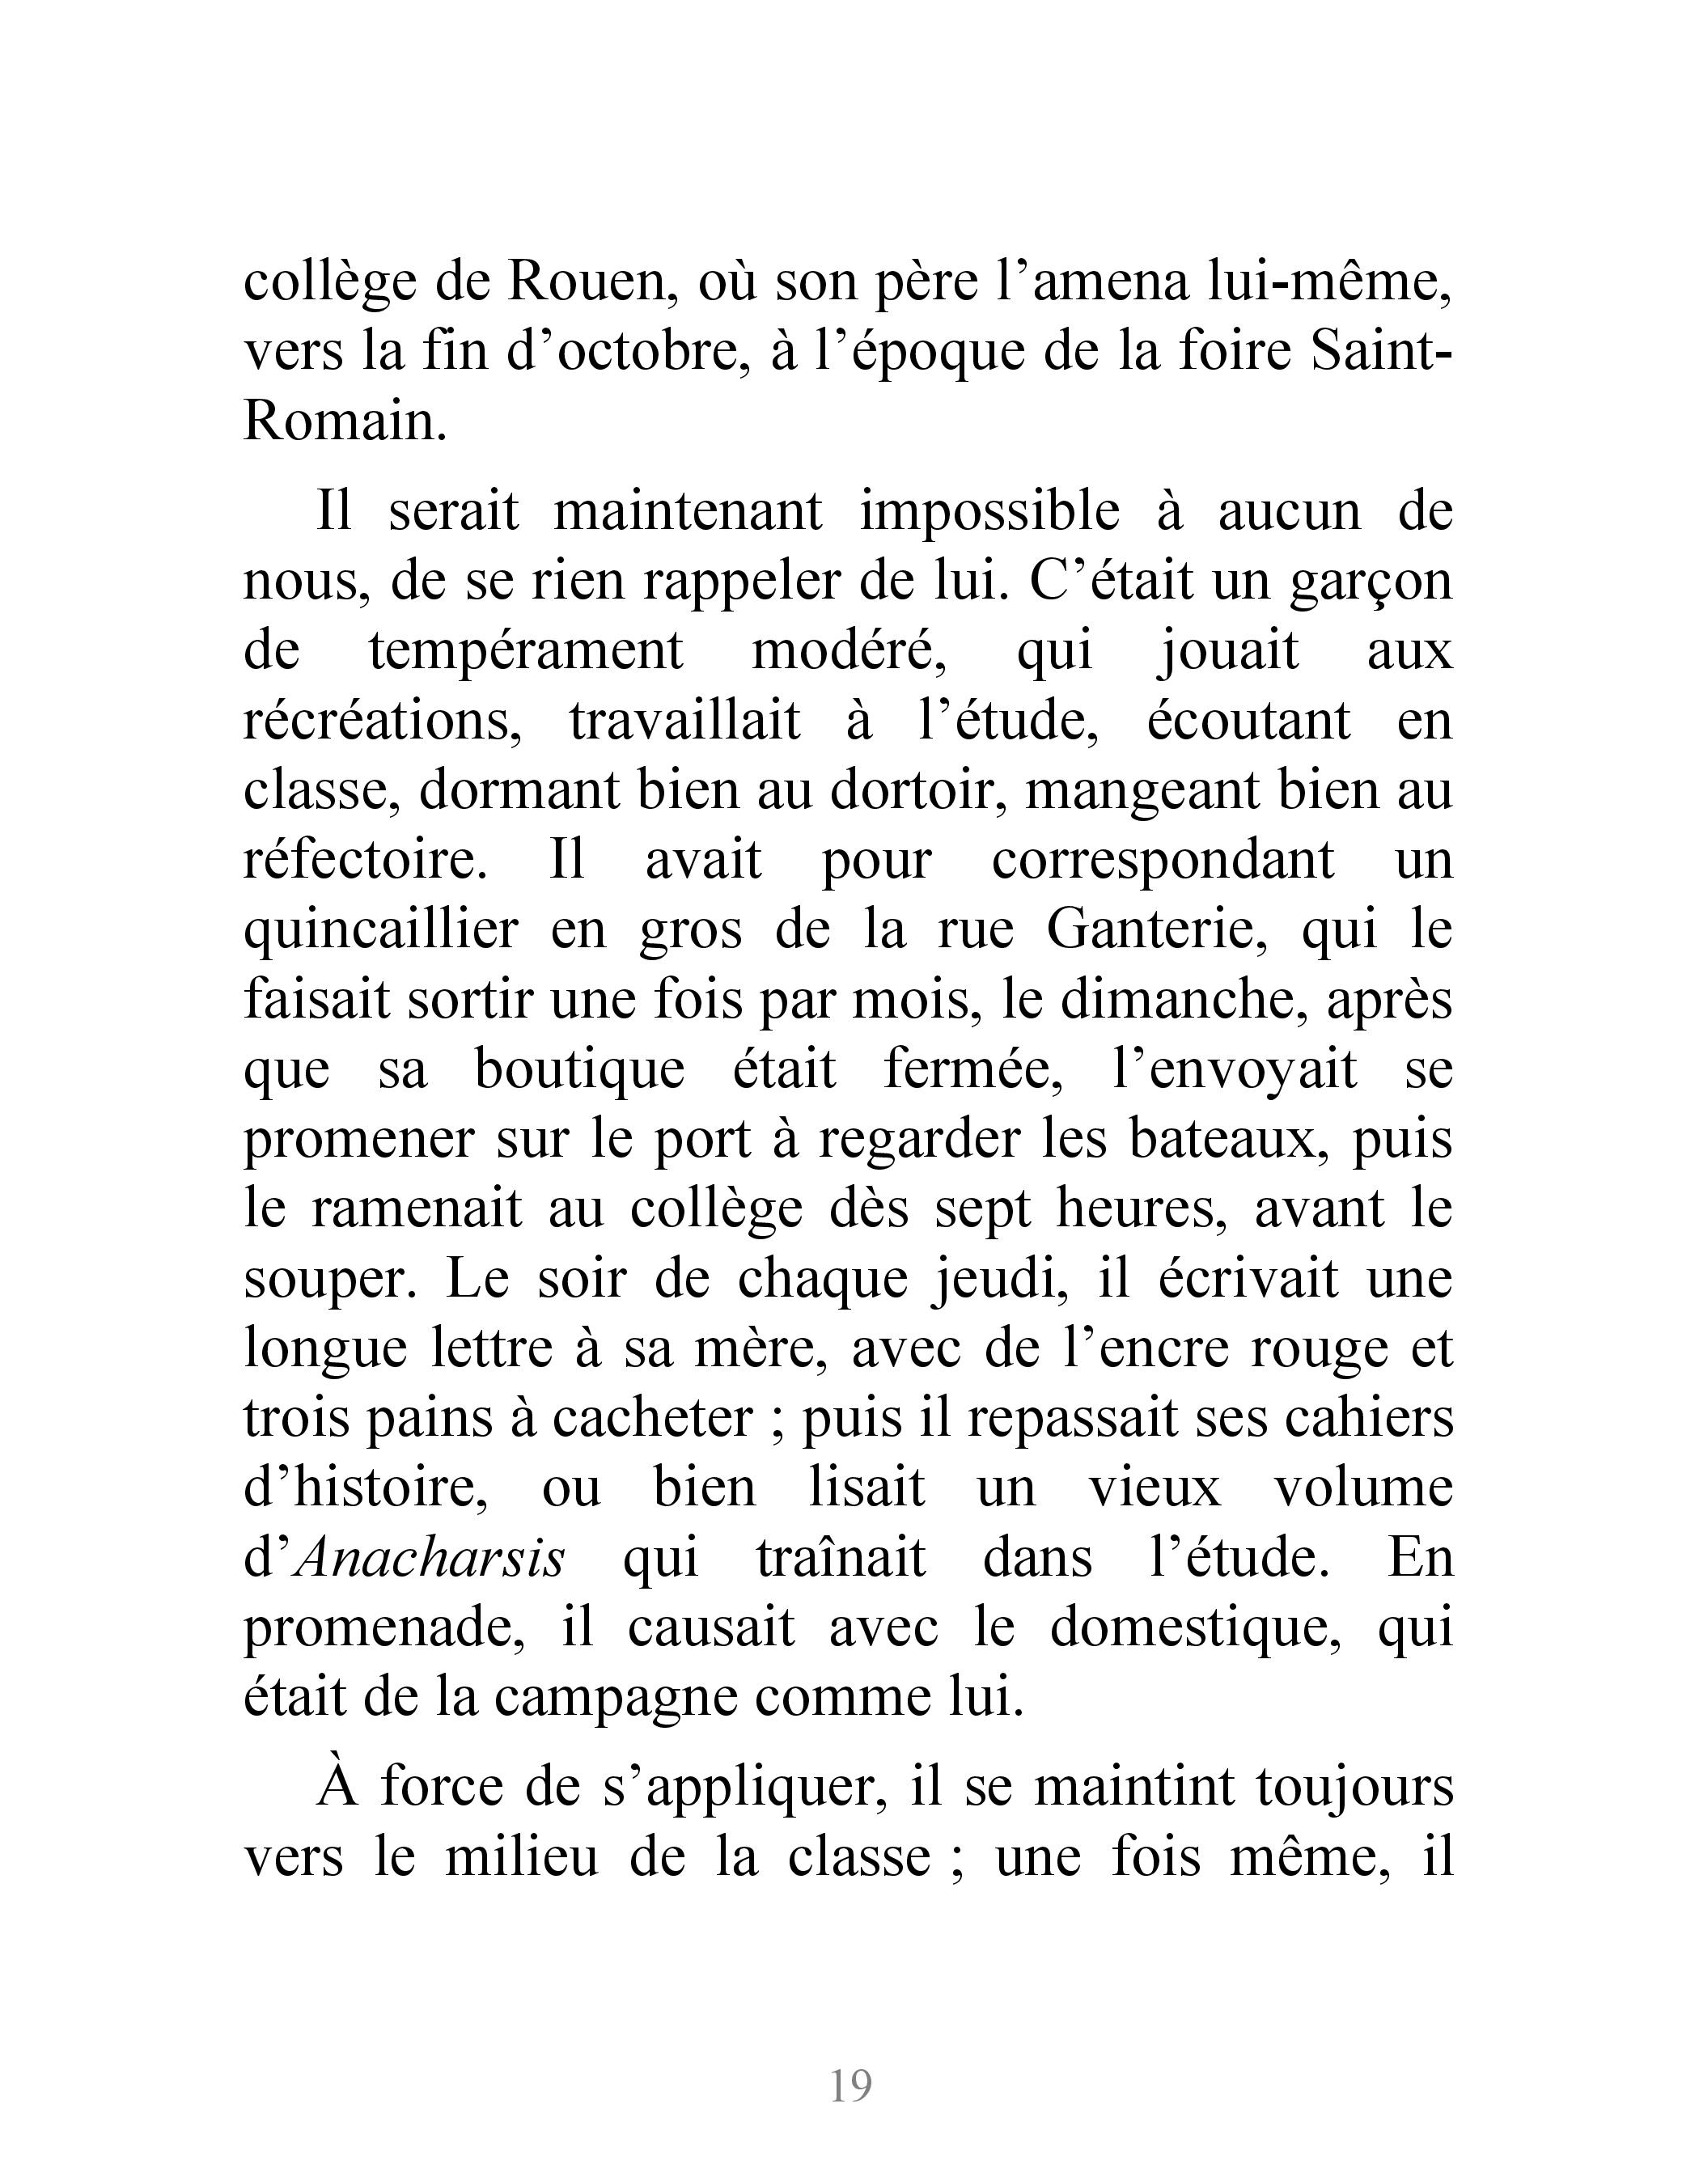 collège de Rouen, où son père l’amena lui-même,
vers la fin d’octobre, à l’époque de la foire Saint-
Romain.
Il serait maintenant impossible à aucun de
nous, de se rien rappeler de lui. C’était un garçon
de tempérament modéré, qui jouait aux
récréations, travaillait à l’étude, écoutant en
classe, dormant bien au dortoir, mangeant bien au
réfectoire. Il avait pour correspondant un
quincaillier en gros de la rue Ganterie, qui le
faisait sortir une fois par mois, le dimanche, après
que sa boutique était fermée, l’envoyait se
promener sur le port à regarder les bateaux, puis
le ramenait au collège dès sept heures, avant le
souper. Le soir de chaque jeudi, il écrivait une
longue lettre à sa mère, avec de l’encre rouge et
trois pains à cacheter ; puis il repassait ses cahiers
d’histoire, ou bien lisait un vieux volume
d’Anacharsis qui traînait dans l’étude. En
promenade, il causait avec le domestique, qui
était de la campagne comme lui.
À force de s’appliquer, il se maintint toujours
vers le milieu de la classe ; une fois même, il
19